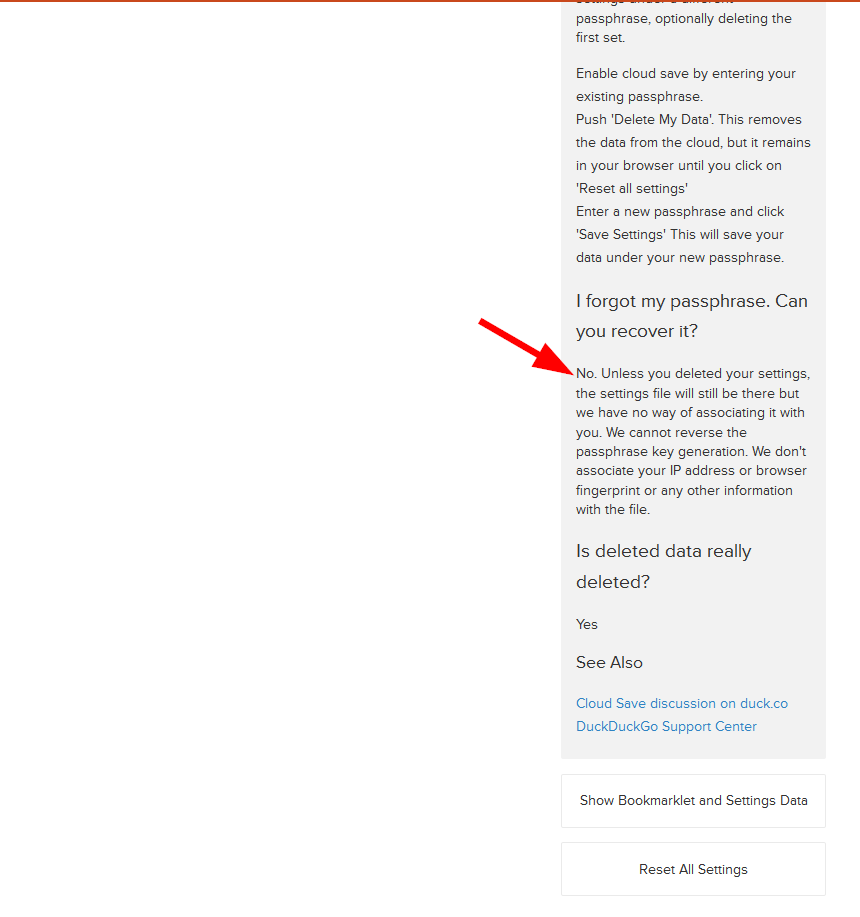 passphrase, optionally deleting the
first set.
Enable cloud save by entering your
existing passphrase.
Push 'Delete My Data'. This removes
the data from the cloud, but it remains
in your browser until you click on
'Reset all settings'
Enter a new passphrase and click
'Save Settings' This will save your
data under your new passphrase.
I forgot my passphrase. Can
you recover it?
No. Unless you deleted your settings,
the settings file will still be there but
we have no way of associating it with
you. We cannot reverse the
passphrase key generation. We don't
associate your IP address or browser
fingerprint or any other information
with the file.
Is deleted data really
deleted?
Yes
See Also
Cloud Save discussion on duck.co
DuckDuckGo Support Center
Show Bookmarklet and Settings Data
Reset All Settings